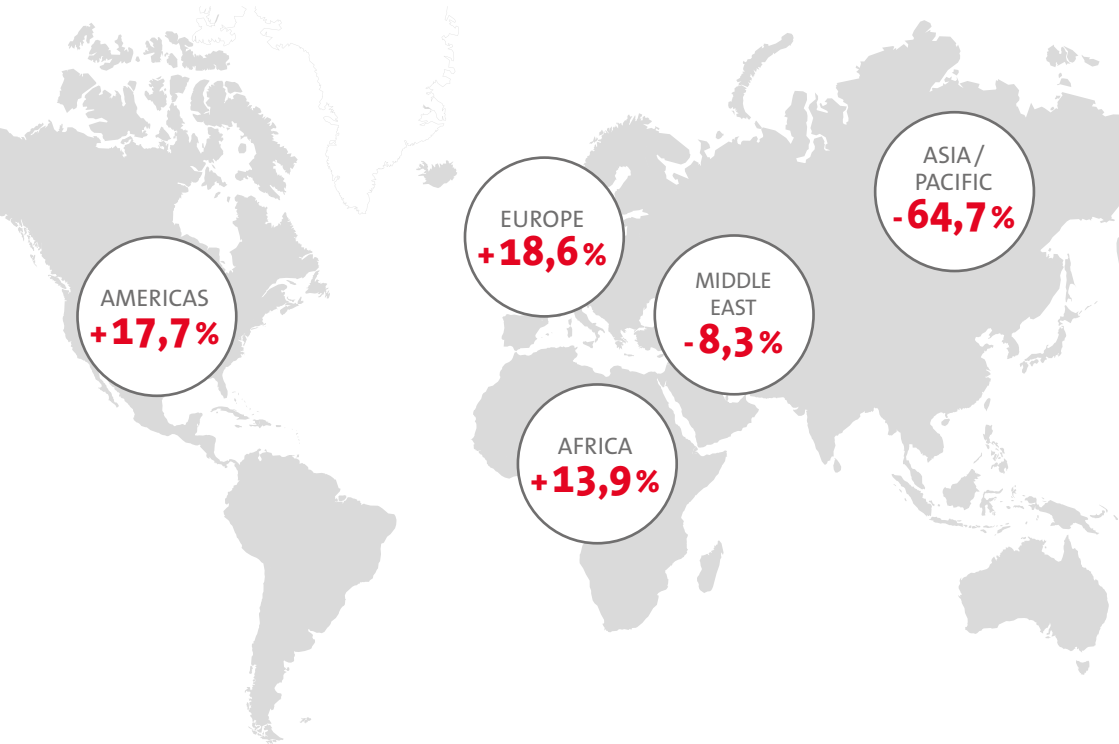 AMERICAS
+17,7%
EUROPE
+18,6%
AFRICA
+13,9%
MIDDLE
EAST
-8,3%
ASIA/
PACIFIC
-64,7%